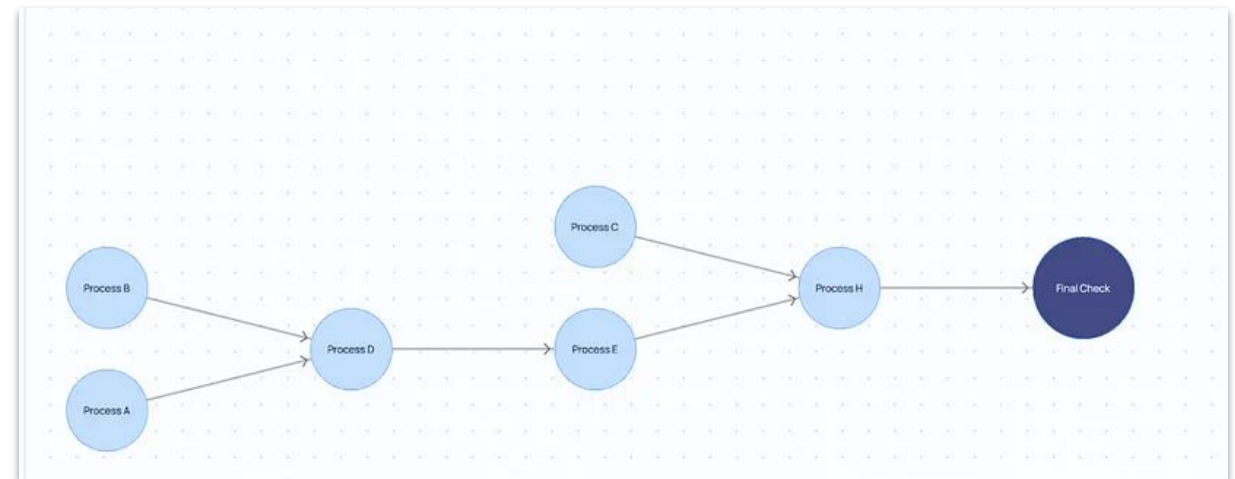 Process C
Process B
Process H
Final Check
Process D
Process E
Process A